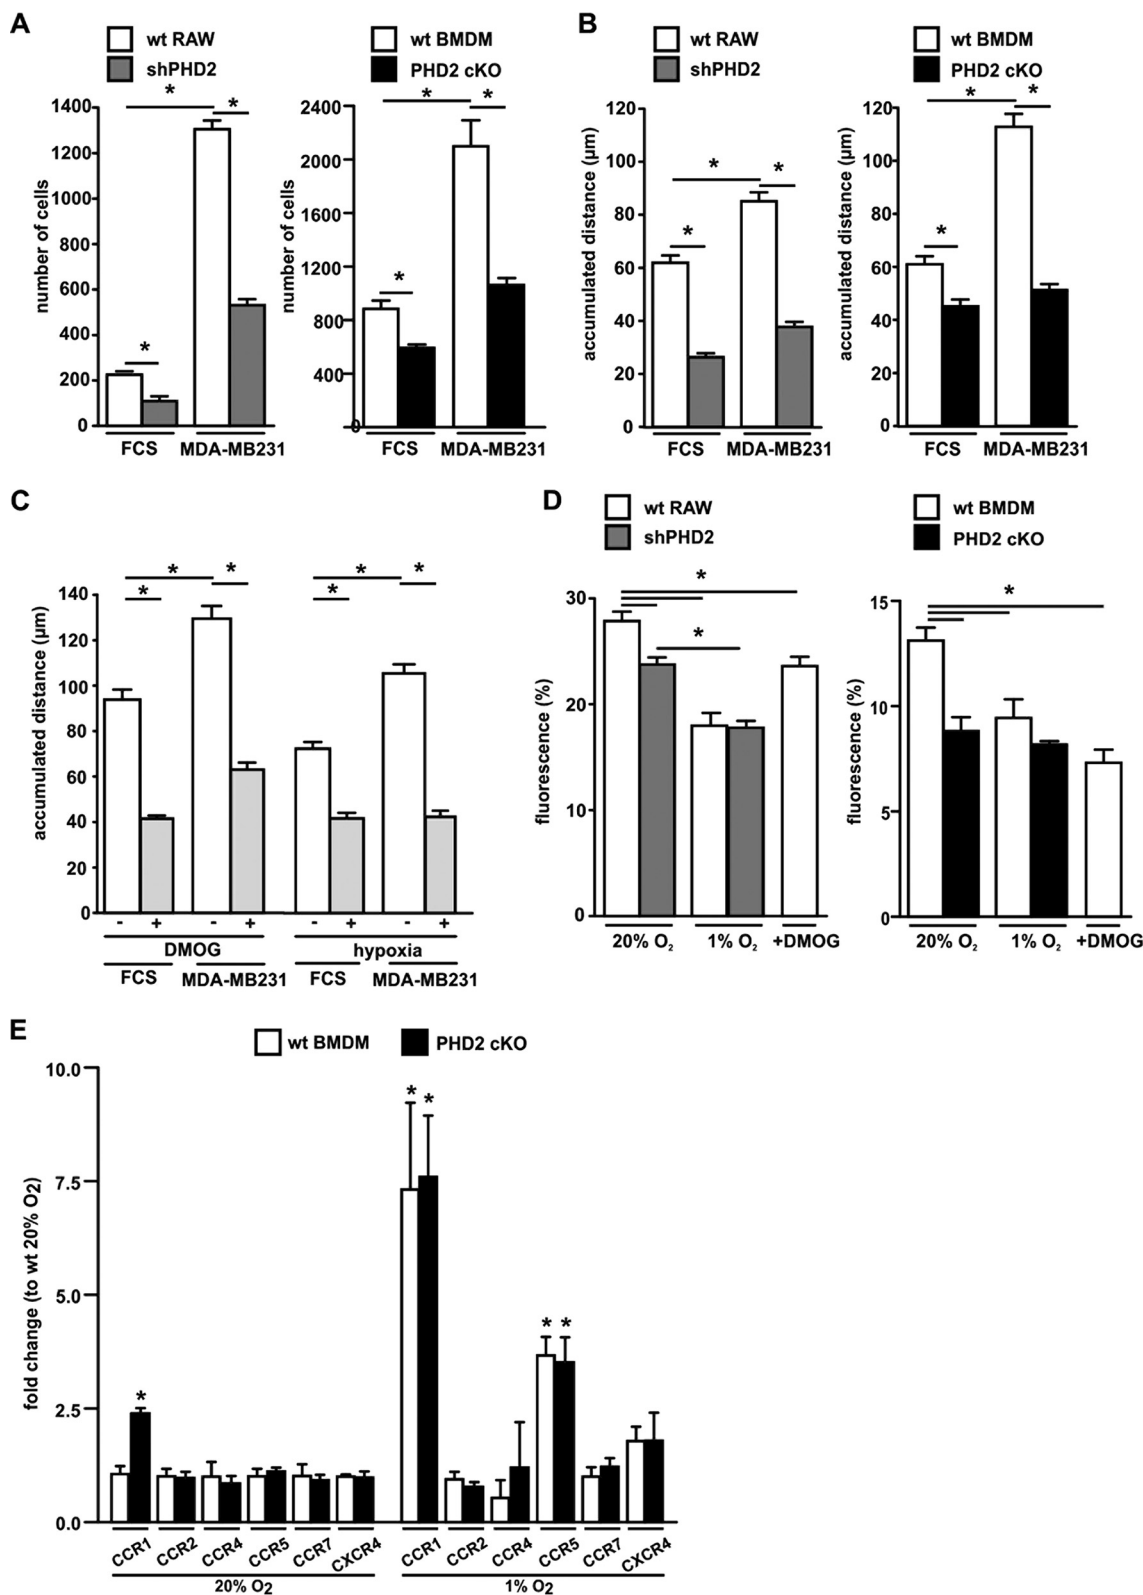 A
wt RAW
shPHD2
wt BMDM
PHD2 cKO
number of cells
1400
1200
1000
800
600
400
200
0
*
*
*
FCS
MDA-MB231
number of cells
2400
2000
1600
1200
800
400
0
*
*
*
FCS
MDA-MB231
B
wt RAW
shPHD2
wt BMDM
PHD2 cKO
accumulated distance (µm)
120
100
80
60
40
20
0
*
*
*
FCS
MDA-MB231
accumulated distance (µm)
120
100
80
60
40
20
0
*
*
*
FCS
MDA-MB231
C
accumulated distance (µm)
140
120
100
80
60
40
20
0
*
*
*
*
*
*
- + - + - + - +
DMOG
hypoxia
FCS
MDA-MB231
FCS
MDA-MB231
D
wt RAW
shPHD2
wt BMDM
PHD2 cKO
fluorescence (%)
30
20
10
0
*
*
20% O₂
1% O₂
+DMOG
fluorescence (%)
15
10
5
0
*
20% O₂
1% O₂
+DMOG
E
wt BMDM
PHD2 cKO
fold change (to wt 20% O2)
10.0
7.5
5.0
2.5
0.0
*
* *
* *
CCR1
CCR2
CCR4
CCR5
CCR7
CXCR4
CCR1
CCR2
CCR4
CCR5
CCR7
CXCR4
20% O₂
1% O₂